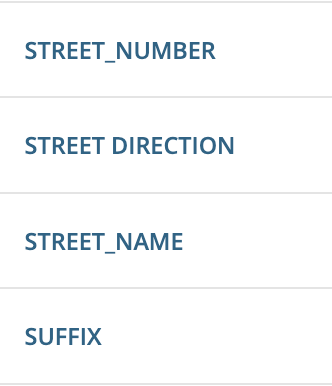 STREET_NUMBER
STREET DIRECTION
STREET_NAME
SUFFIX